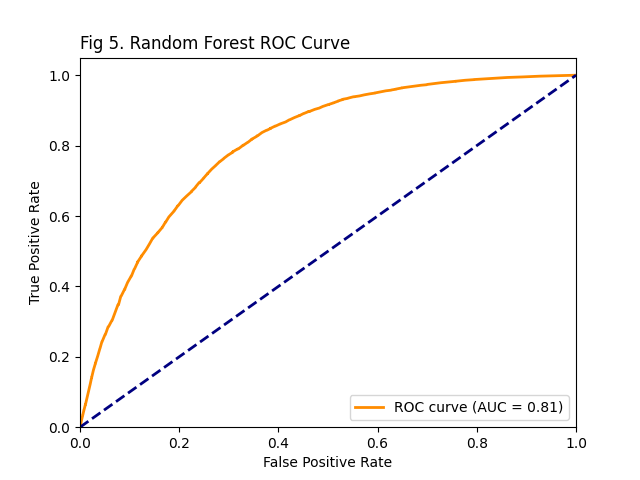 Fig 5. Random Forest ROC Curve
1.0
0.8
0.6
0.4
0.2
0.0
True Positive Rate
ROC curve (AUC = 0.81)
0.0 0.2 0.4 0.6 0.8 1.0
False Positive Rate